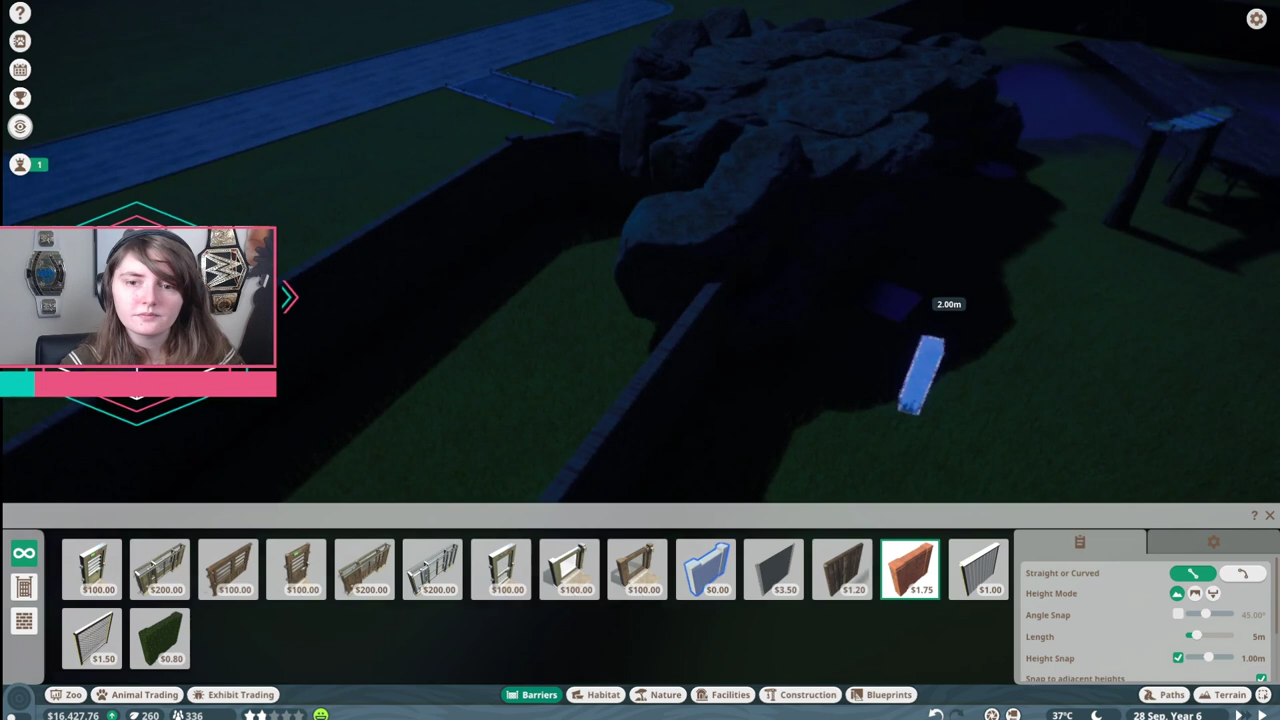 ?
1
2.00m
? ×
$100.00 $200.00 $100.00 $100.00 $200.00 $200.00 $100.00 $100.00 $100.00 $0.00 $3.50 $1.20 $1.75 $1.00
$1.50 $0.80
Straight or Curved
Height Mode
Angle Snap 45.00°
Length 5m
Height Snap 1.00m
Snap to adjacent heights
Zoo Animal Trading Exhibit Trading Barriers Habitat Nature Facilities Construction Blueprints Paths Terrain
$16,427.76 260 336 37°C 28 Sep, Year 6